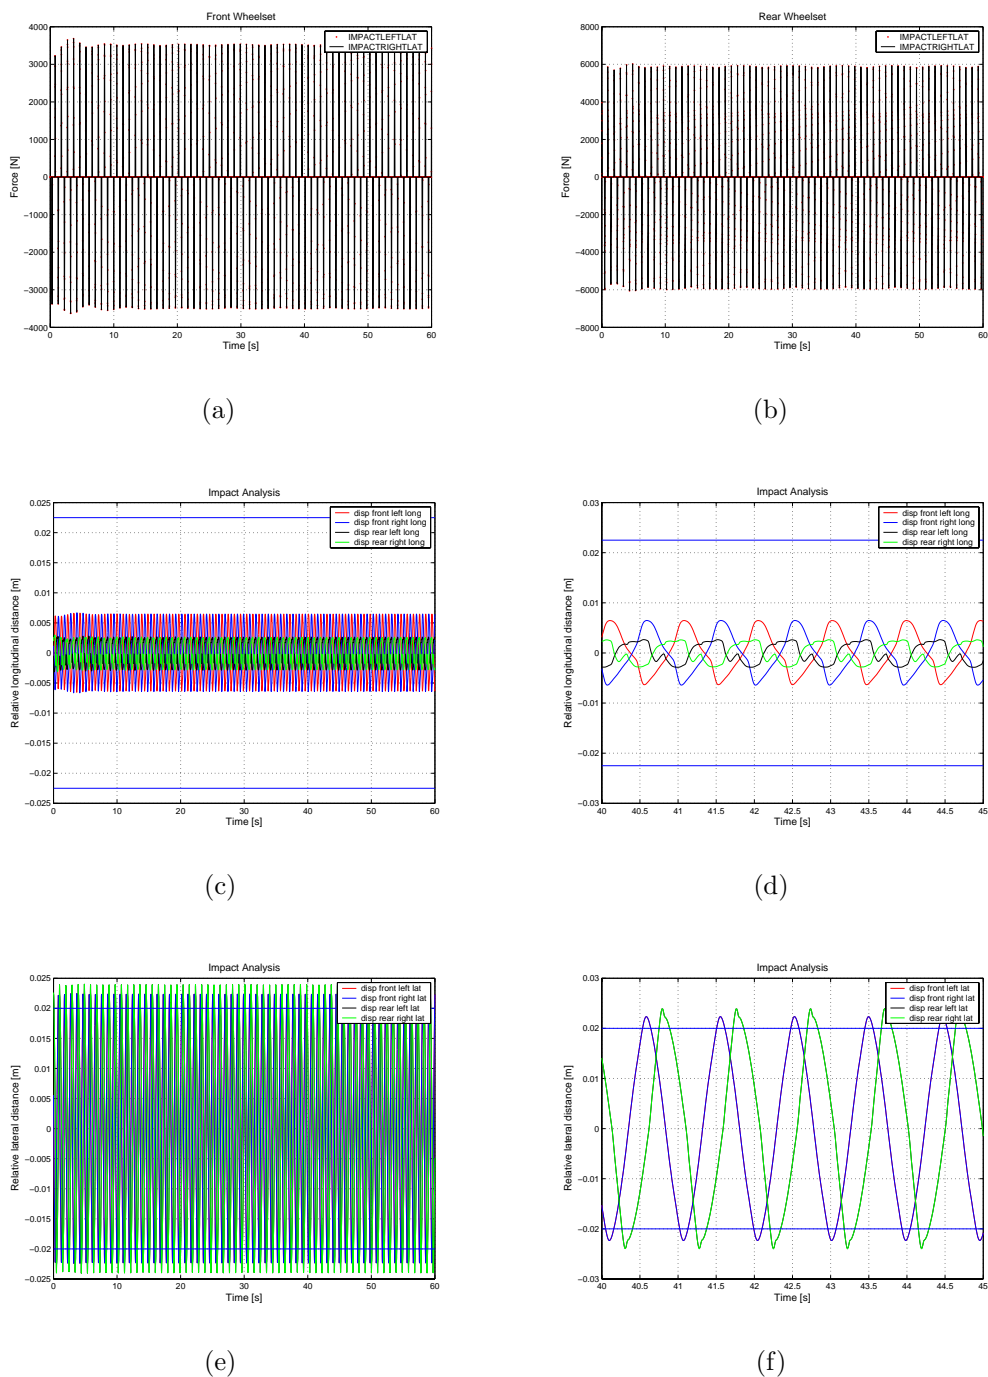 Front Wheelset
IMPACTLEFTLAT
IMPACTRIGHTLAT
Force [N]
4000
3000
2000
1000
0
−1000
−2000
−3000
−4000
0 10 20 30 40 50 60
Time [s]
(a)
Rear Wheelset
IMPACTLEFTLAT
IMPACTRIGHTLAT
Force [N]
8000
6000
4000
2000
0
−2000
−4000
−6000
−8000
0 10 20 30 40 50 60
Time [s]
(b)
Impact Analysis
disp front left long
disp front right long
disp rear left long
disp rear right long
Relative longitudinal distance [m]
0.025
0.02
0.015
0.01
0.005
0
−0.005
−0.01
−0.015
−0.02
−0.025
0 10 20 30 40 50 60
Time [s]
(c)
Impact Analysis
disp front left long
disp front right long
disp rear left long
disp rear right long
Relative longitudinal distance [m]
0.03
0.02
0.01
0
−0.01
−0.02
−0.03
40 40.5 41 41.5 42 42.5 43 43.5 44 44.5 45
Time [s]
(d)
Impact Analysis
disp front left lat
disp front right lat
disp rear left lat
disp rear right lat
Relative lateral distance [m]
0.025
0.02
0.015
0.01
0.005
0
−0.005
−0.01
−0.015
−0.02
−0.025
0 10 20 30 40 50 60
Time [s]
(e)
Impact Analysis
disp front left lat
disp front right lat
disp rear left lat
disp rear right lat
Relative lateral distance [m]
0.03
0.02
0.01
0
−0.01
−0.02
−0.03
40 40.5 41 41.5 42 42.5 43 43.5 44 44.5 45
Time [s]
(f)